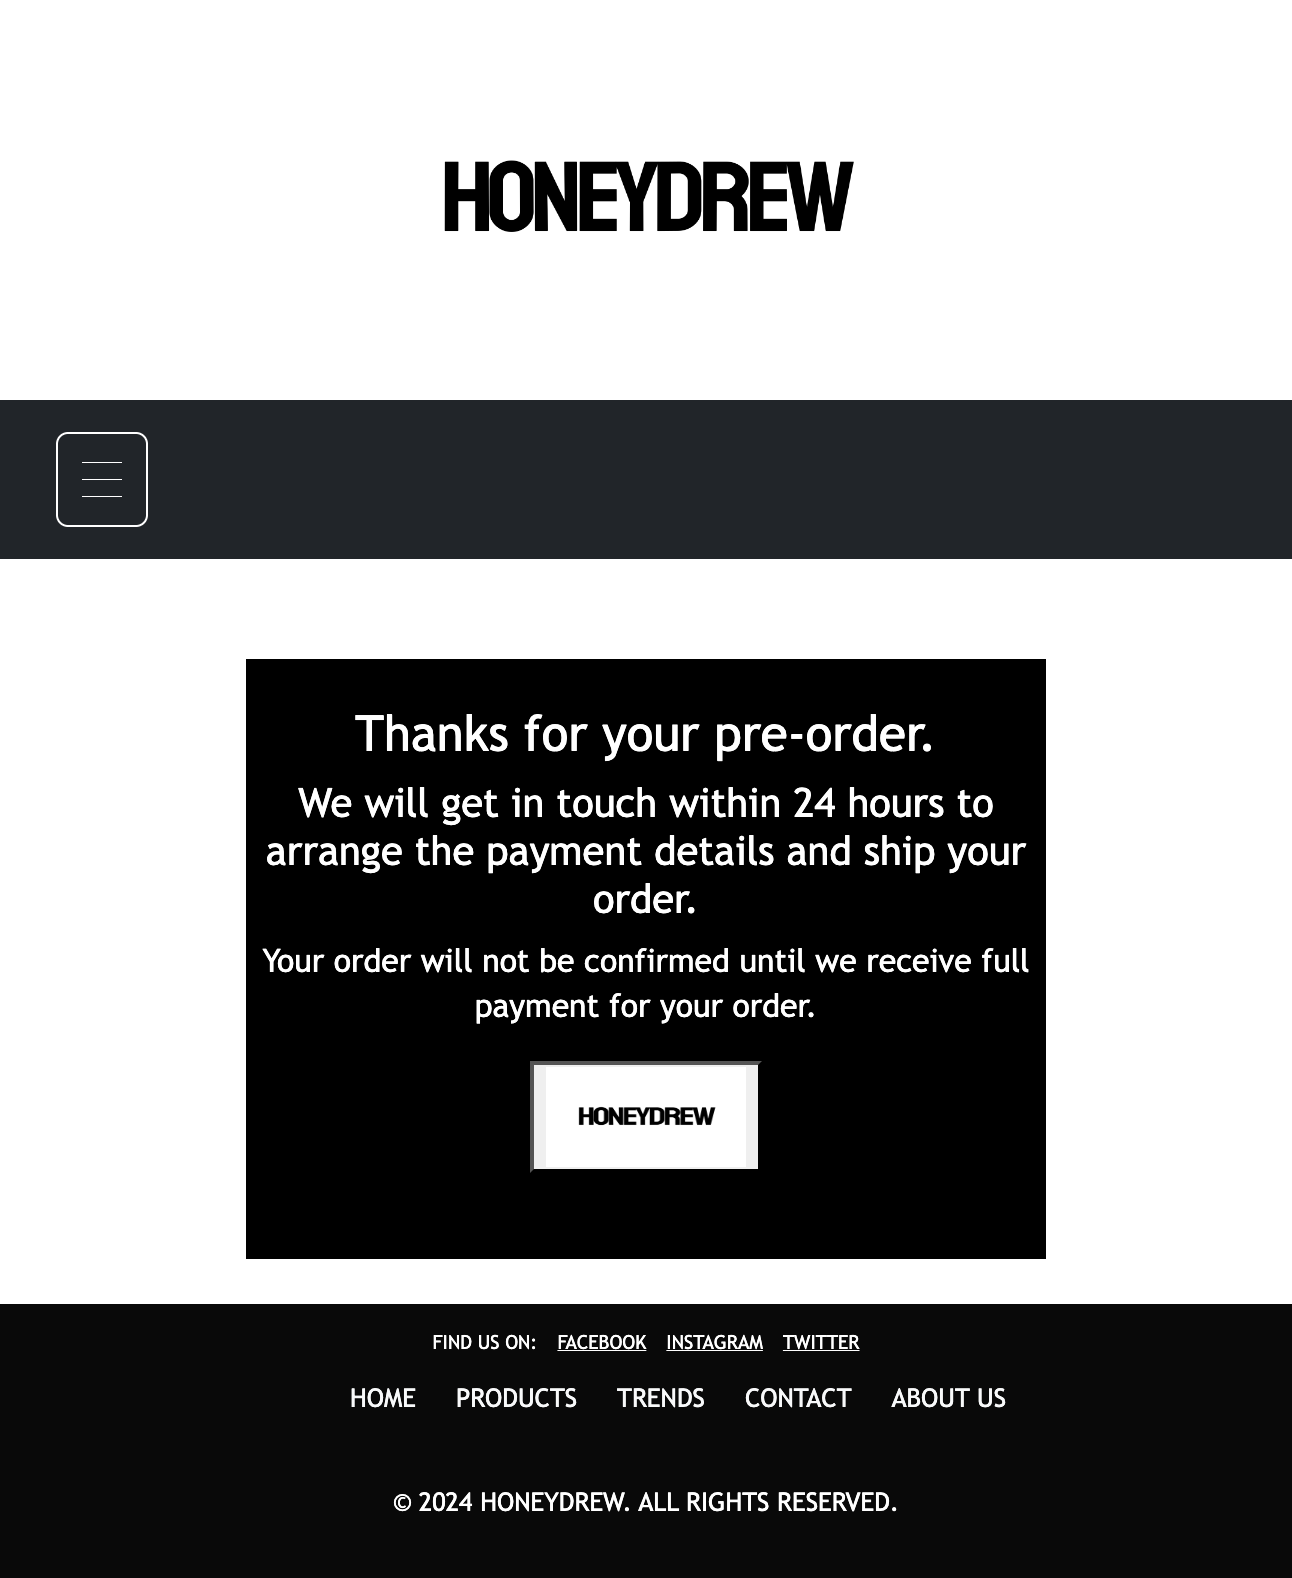 HONEYDREW
Thanks for your pre-order.
We will get in touch within 24 hours to
arrange the payment details and ship your
order.
Your order will not be confirmed until we receive full
payment for your order.
HONEYDREW
FIND US ON: FACEBOOK INSTAGRAM TWITTER
HOME PRODUCTS TRENDS CONTACT ABOUT US
© 2024 HONEYDREW. ALL RIGHTS RESERVED.